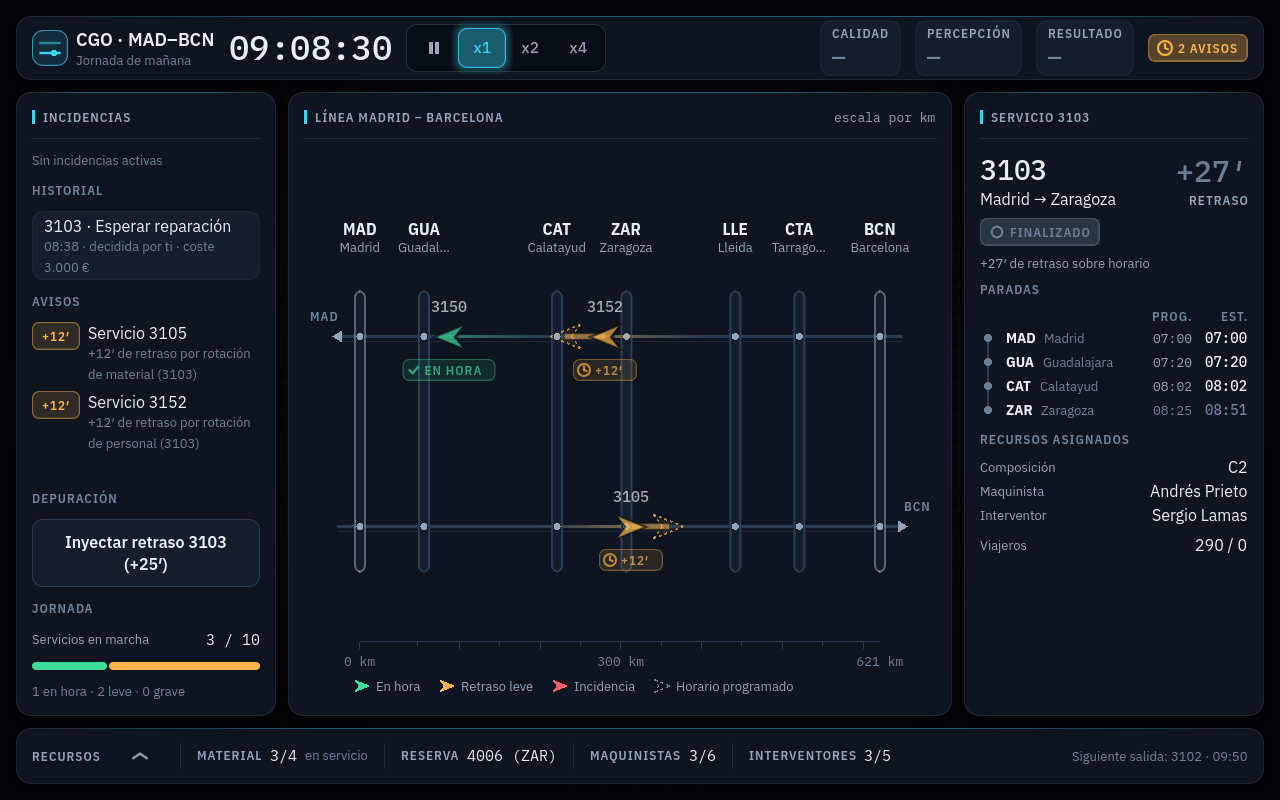 CGO · MAD–BCN
Jornada de mañana
09:08:30
x1
x2
x4
CALIDAD
—
PERCEPCIÓN
—
RESULTADO
—
2 AVISOS
INCIDENCIAS
Sin incidencias activas
HISTORIAL
3103 · Esperar reparación
08:38 · decidida por ti · coste
3.000 €
AVISOS
+12′
Servicio 3105
+12′ de retraso por rotación
de material (3103)
+12′
Servicio 3152
+12′ de retraso por rotación
de personal (3103)
DEPURACIÓN
Inyectar retraso 3103
(+25′)
JORNADA
Servicios en marcha 3 / 10
1 en hora · 2 leve · 0 grave
LÍNEA MADRID – BARCELONA
escala por km
MAD GUA CAT ZAR LLE CTA BCN
Madrid Guadal… Calatayud Zaragoza Lleida Tarrago… Barcelona
MAD
3150
3152
EN HORA
+12′
3105
BCN
+12′
0 km 300 km 621 km
En hora Retraso leve Incidencia Horario programado
SERVICIO 3103
3103 +27′
Madrid → Zaragoza RETRASO
FINALIZADO
+27′ de retraso sobre horario
PARADAS
PROG. EST.
MAD Madrid 07:00 07:00
GUA Guadalajara 07:20 07:20
CAT Calatayud 08:02 08:02
ZAR Zaragoza 08:25 08:51
RECURSOS ASIGNADOS
Composición C2
Maquinista Andrés Prieto
Interventor Sergio Lamas
Viajeros 290 / 0
RECURSOS
MATERIAL 3/4 en servicio
RESERVA 4006 (ZAR)
MAQUINISTAS 3/6
INTERVENTORES 3/5
Siguiente salida: 3102 · 09:50